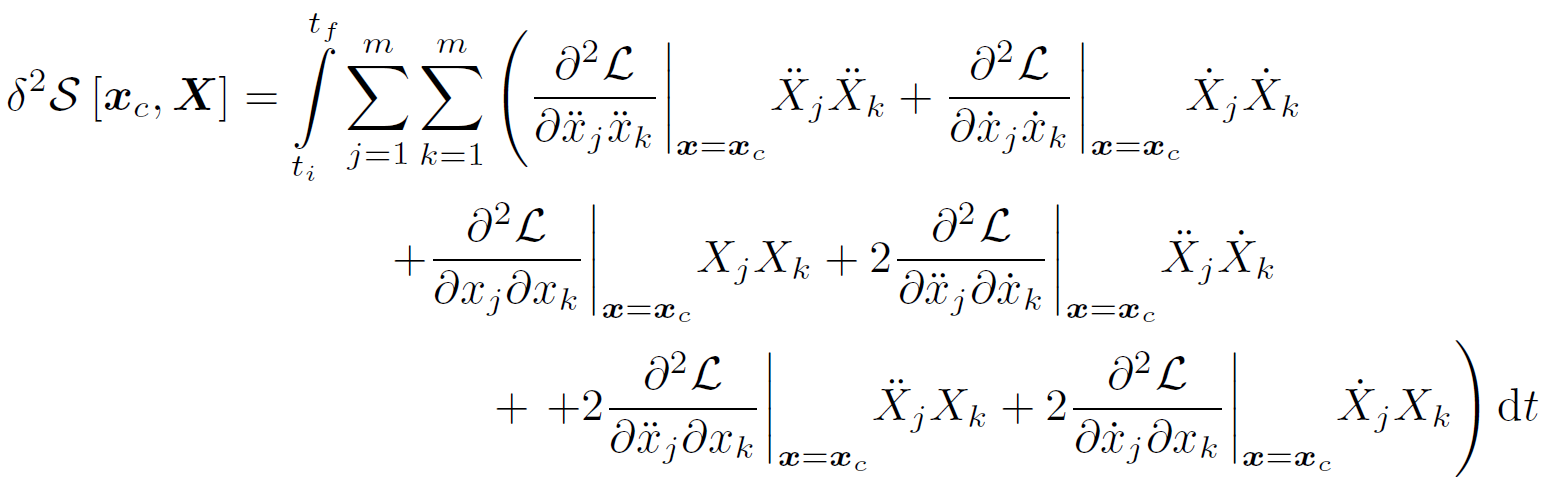 $\delta^2 \mathcal{S}\left[\boldsymbol{x}_c, \boldsymbol{X}\right] = \int\limits_{t_i}^{t_f} \sum_{j=1}^{m} \sum_{k=1}^{m} \left( \left. \frac{\partial^2 \mathcal{L}}{\partial \ddot{x}_j \ddot{x}_k} \right|_{\boldsymbol{x}=\boldsymbol{x}_c} \ddot{X}_j \ddot{X}_k + \left. \frac{\partial^2 \mathcal{L}}{\partial \dot{x}_j \dot{x}_k} \right|_{\boldsymbol{x}=\boldsymbol{x}_c} \dot{X}_j \dot{X}_k \right.$
$+ \left. \frac{\partial^2 \mathcal{L}}{\partial x_j \partial x_k} \right|_{\boldsymbol{x}=\boldsymbol{x}_c} X_j X_k + 2 \left. \frac{\partial^2 \mathcal{L}}{\partial \ddot{x}_j \partial \dot{x}_k} \right|_{\boldsymbol{x}=\boldsymbol{x}_c} \ddot{X}_j \dot{X}_k$
$\left. + \; + 2 \left. \frac{\partial^2 \mathcal{L}}{\partial \ddot{x}_j \partial x_k} \right|_{\boldsymbol{x}=\boldsymbol{x}_c} \ddot{X}_j X_k + 2 \left. \frac{\partial^2 \mathcal{L}}{\partial \dot{x}_j \partial x_k} \right|_{\boldsymbol{x}=\boldsymbol{x}_c} \dot{X}_j X_k \right) \mathrm{d}t$